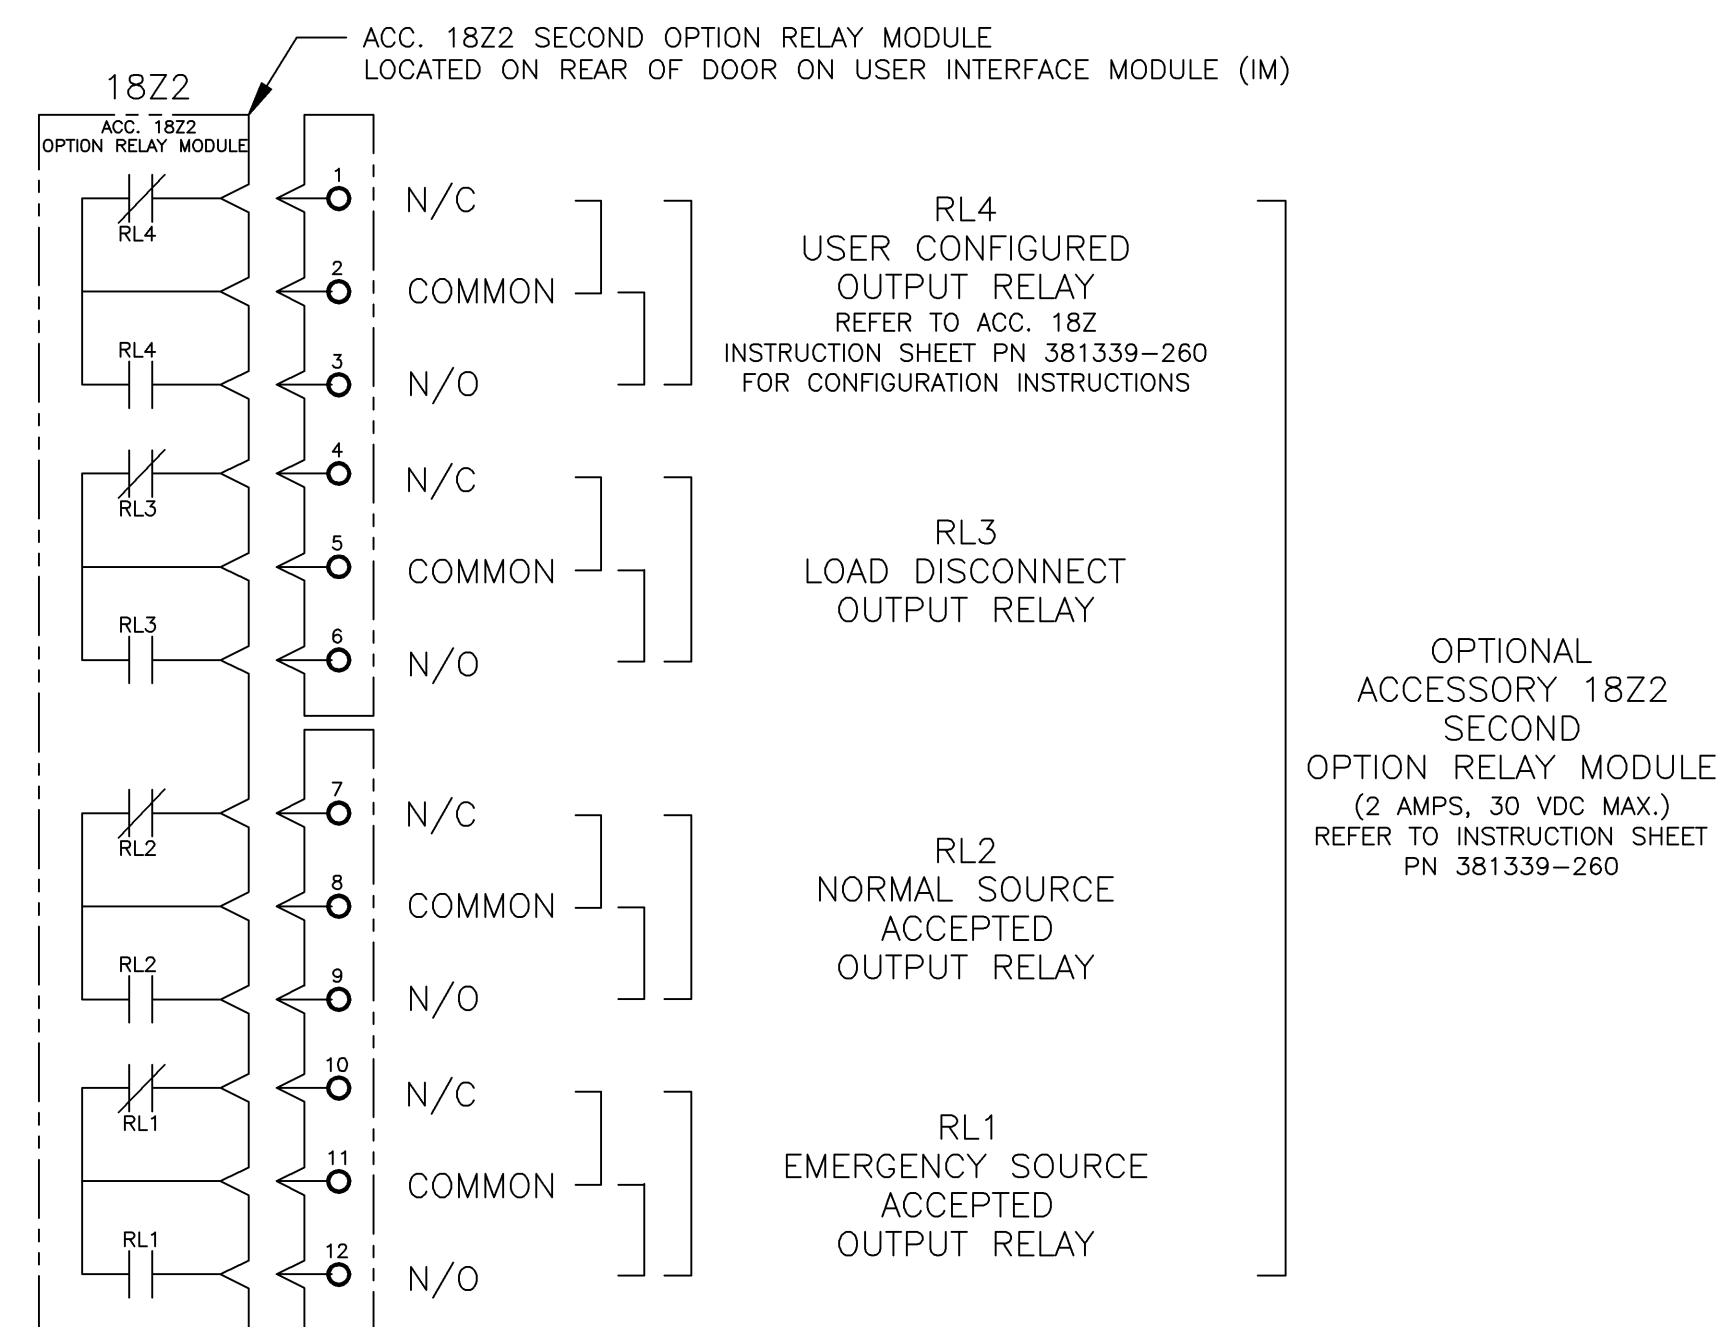 ACC. 18Z2 SECOND OPTION RELAY MODULE
LOCATED ON REAR OF DOOR ON USER INTERFACE MODULE (IM)
18Z2
ACC. 18Z2
OPTION RELAY MODULE
1
N/C
RL4
2
COMMON
RL4
3
N/O
RL4
USER CONFIGURED
OUTPUT RELAY
REFER TO ACC. 18Z
INSTRUCTION SHEET PN 381339-260
FOR CONFIGURATION INSTRUCTIONS
4
N/C
RL3
5
COMMON
RL3
6
N/O
RL3
LOAD DISCONNECT
OUTPUT RELAY
7
N/C
RL2
8
COMMON
RL2
9
N/O
RL2
NORMAL SOURCE
ACCEPTED
OUTPUT RELAY
10
N/C
RL1
11
COMMON
RL1
12
N/O
RL1
EMERGENCY SOURCE
ACCEPTED
OUTPUT RELAY
OPTIONAL
ACCESSORY 18Z2
SECOND
OPTION RELAY MODULE
(2 AMPS, 30 VDC MAX.)
REFER TO INSTRUCTION SHEET
PN 381339-260